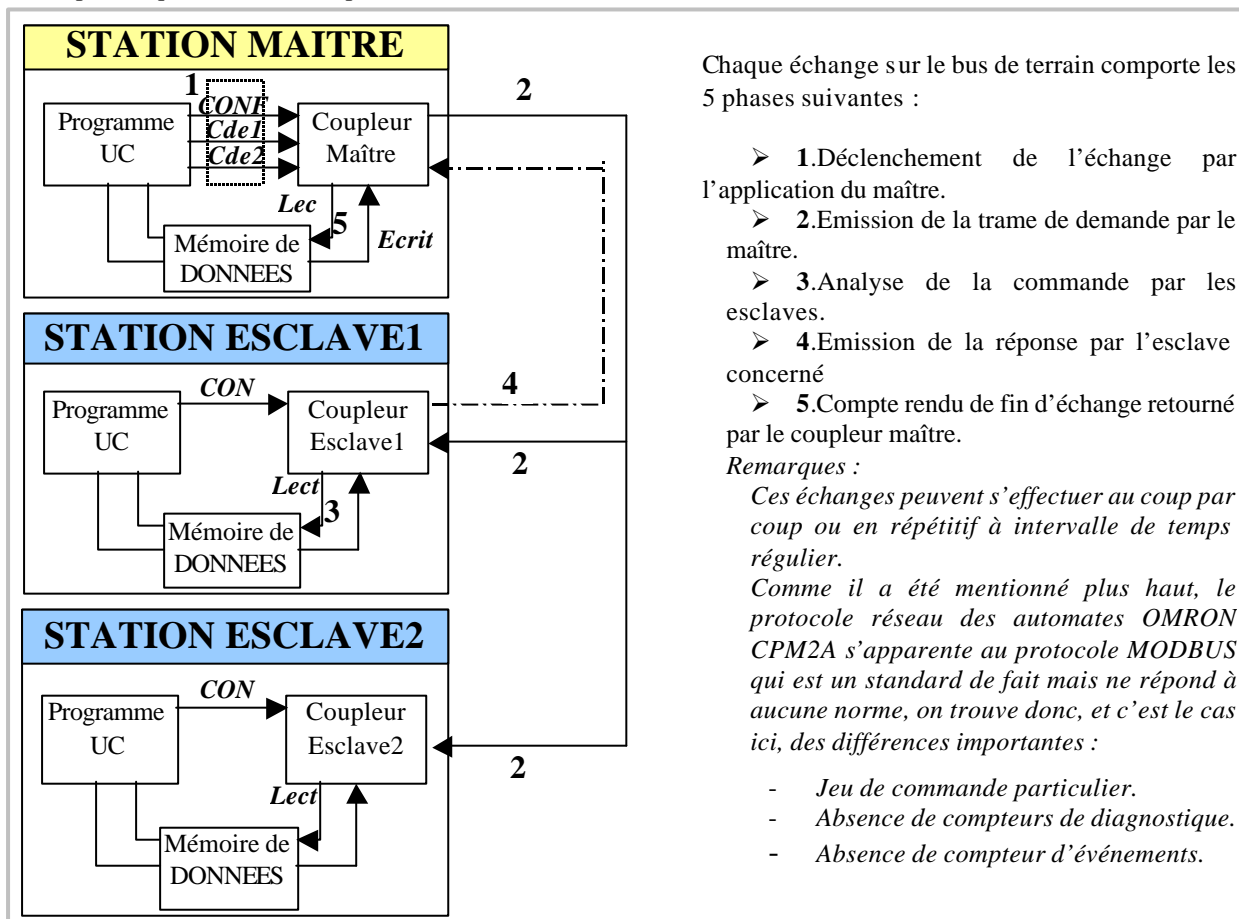 STATION MAITRE
1
CONF
Cde1
Cde2
Programme
UC
Coupleur
Maître
2
Lec
5
Ecrit
Mémoire de
DONNEES
STATION ESCLAVE1
CON
Programme
UC
Coupleur
Esclave1
4
2
Lect
3
Mémoire de
DONNEES
STATION ESCLAVE2
CON
Programme
UC
Coupleur
Esclave2
2
Lect
Mémoire de
DONNEES
Chaque échange sur le bus de terrain comporte les
5 phases suivantes :
➢ 1.Déclenchement de l'échange par
l'application du maître.
➢ 2.Emission de la trame de demande par le
maître.
➢ 3.Analyse de la commande par les
esclaves.
➢ 4.Emission de la réponse par l'esclave
concerné
➢ 5.Compte rendu de fin d'échange retourné
par le coupleur maître.
Remarques :
Ces échanges peuvent s'effectuer au coup par
coup ou en répétitif à intervalle de temps
régulier.
Comme il a été mentionné plus haut, le
protocole réseau des automates OMRON
CPM2A s'apparente au protocole MODBUS
qui est un standard de fait mais ne répond à
aucune norme, on trouve donc, et c'est le cas
ici, des différences importantes :
- Jeu de commande particulier.
- Absence de compteurs de diagnostique.
- Absence de compteur d'événements.